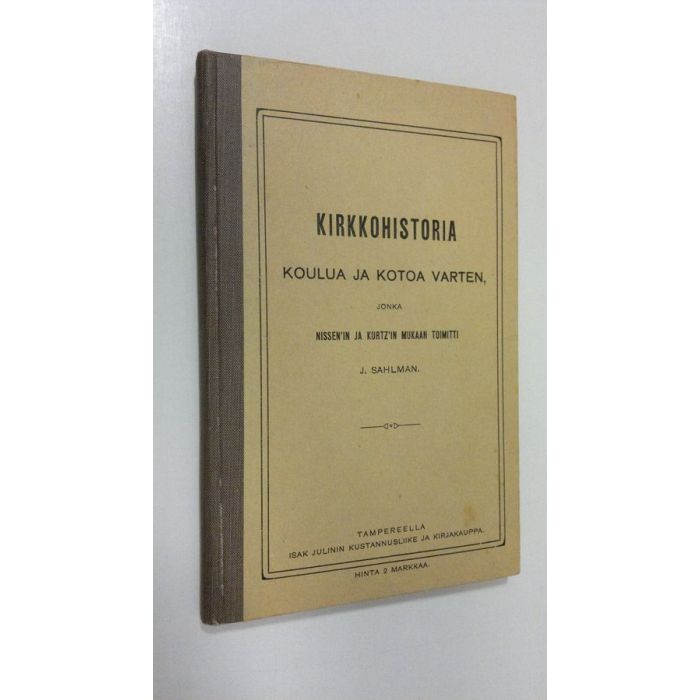 KIRKKOHISTORIA
KOULUA JA KOTOA VARTEN,
JONKA
NISSEN'IN JA KURTZ'IN MUKAAN TOIMITTI
J. SAHLMAN.
TAMPEREELLA
ISAK JULININ KUSTANNUSLIIKE JA KIRJAKAUPPA.
HINTA 2 MARKKAA.